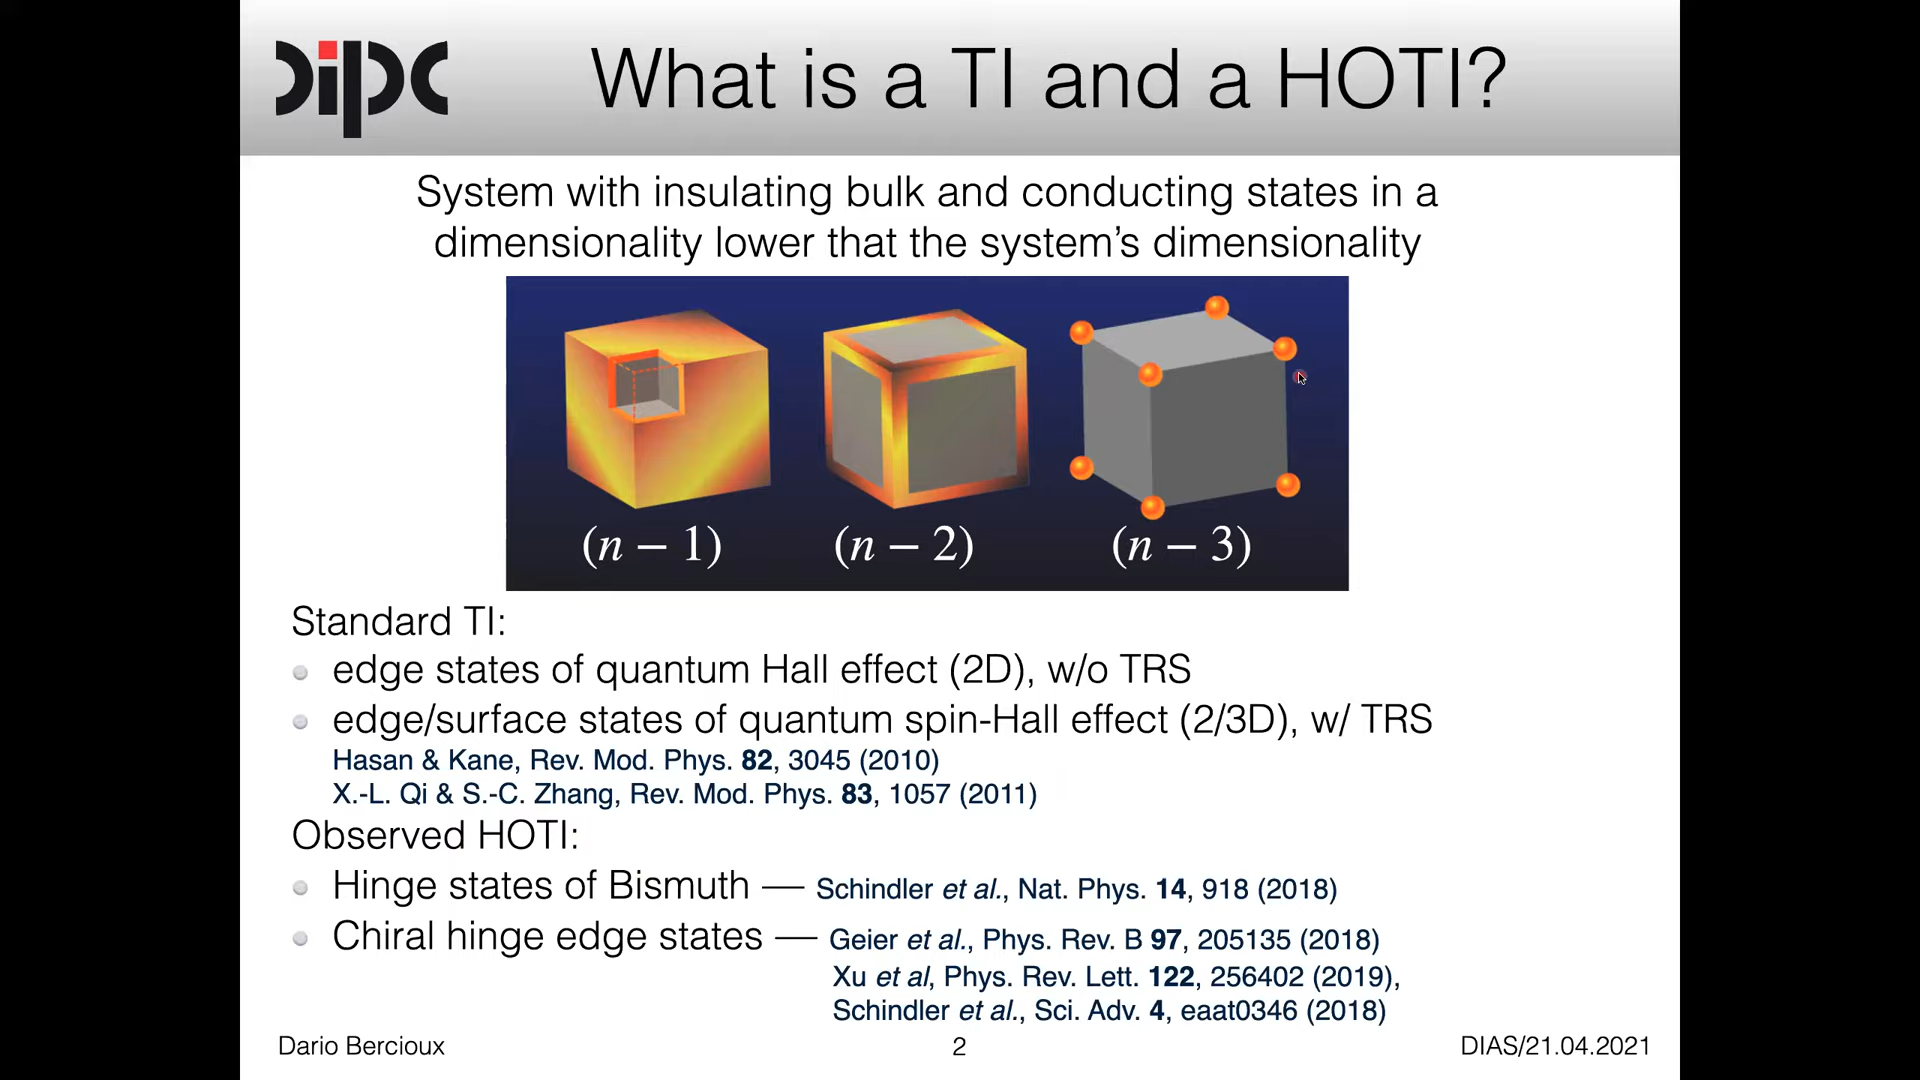 dipc
What is a TI and a HOTI?
System with insulating bulk and conducting states in a
dimensionality lower that the system’s dimensionality
(n − 1) (n − 2) (n − 3)
Standard TI:
edge states of quantum Hall effect (2D), w/o TRS
edge/surface states of quantum spin-Hall effect (2/3D), w/ TRS
Hasan & Kane, Rev. Mod. Phys. 82, 3045 (2010)
X.-L. Qi & S.-C. Zhang, Rev. Mod. Phys. 83, 1057 (2011)
Observed HOTI:
Hinge states of Bismuth — Schindler et al., Nat. Phys. 14, 918 (2018)
Chiral hinge edge states — Geier et al., Phys. Rev. B 97, 205135 (2018)
Xu et al, Phys. Rev. Lett. 122, 256402 (2019),
Schindler et al., Sci. Adv. 4, eaat0346 (2018)
Dario Bercioux 2 DIAS/21.04.2021